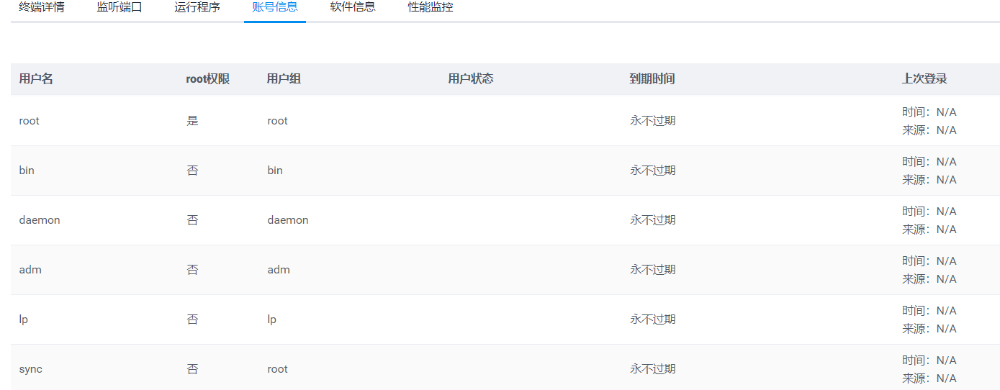 终端详情 监听端口 运行程序 账号信息 软件信息 性能监控
用户名 root权限 用户组 用户状态 到期时间 上次登录
root 是 root 永不过期 时间：N/A
来源：N/A
bin 否 bin 永不过期 时间：N/A
来源：N/A
daemon 否 daemon 永不过期 时间：N/A
来源：N/A
adm 否 adm 永不过期 时间：N/A
来源：N/A
lp 否 lp 永不过期 时间：N/A
来源：N/A
sync 否 root 永不过期 时间：N/A
来源：N/A